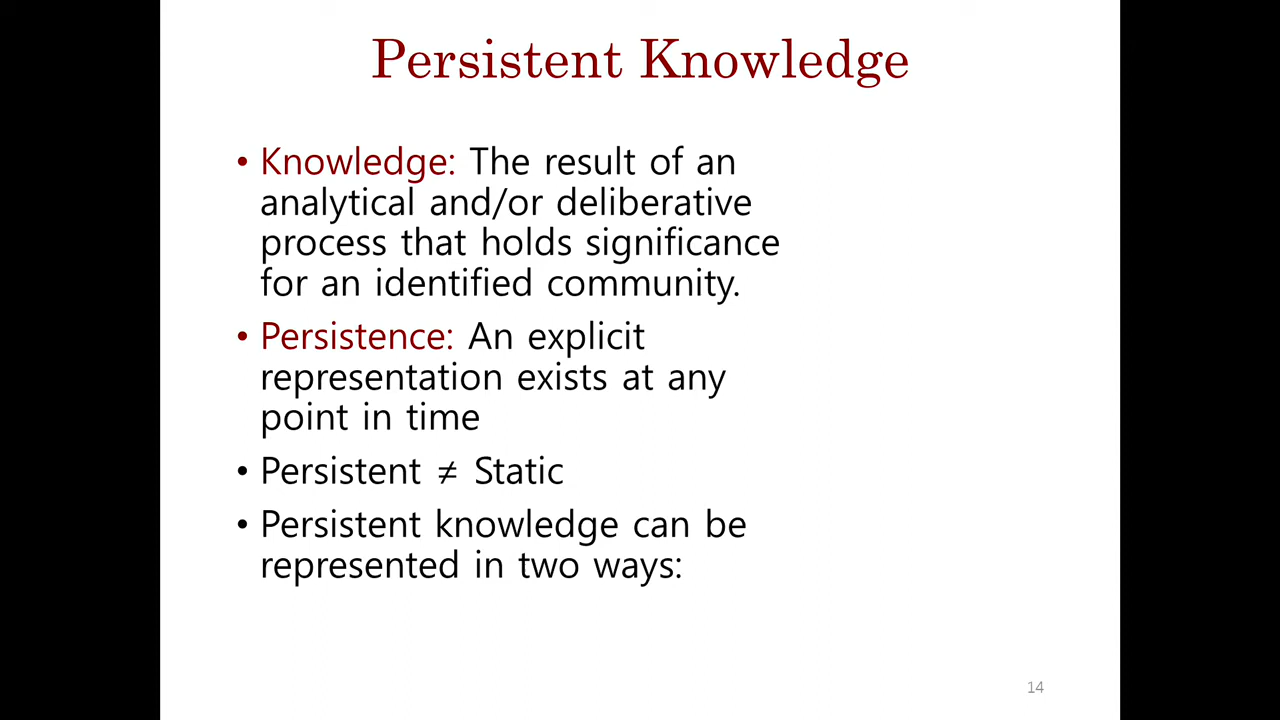 Persistent Knowledge
• Knowledge: The result of an
analytical and/or deliberative
process that holds significance
for an identified community.
• Persistence: An explicit
representation exists at any
point in time
• Persistent ≠ Static
• Persistent knowledge can be
represented in two ways:
14